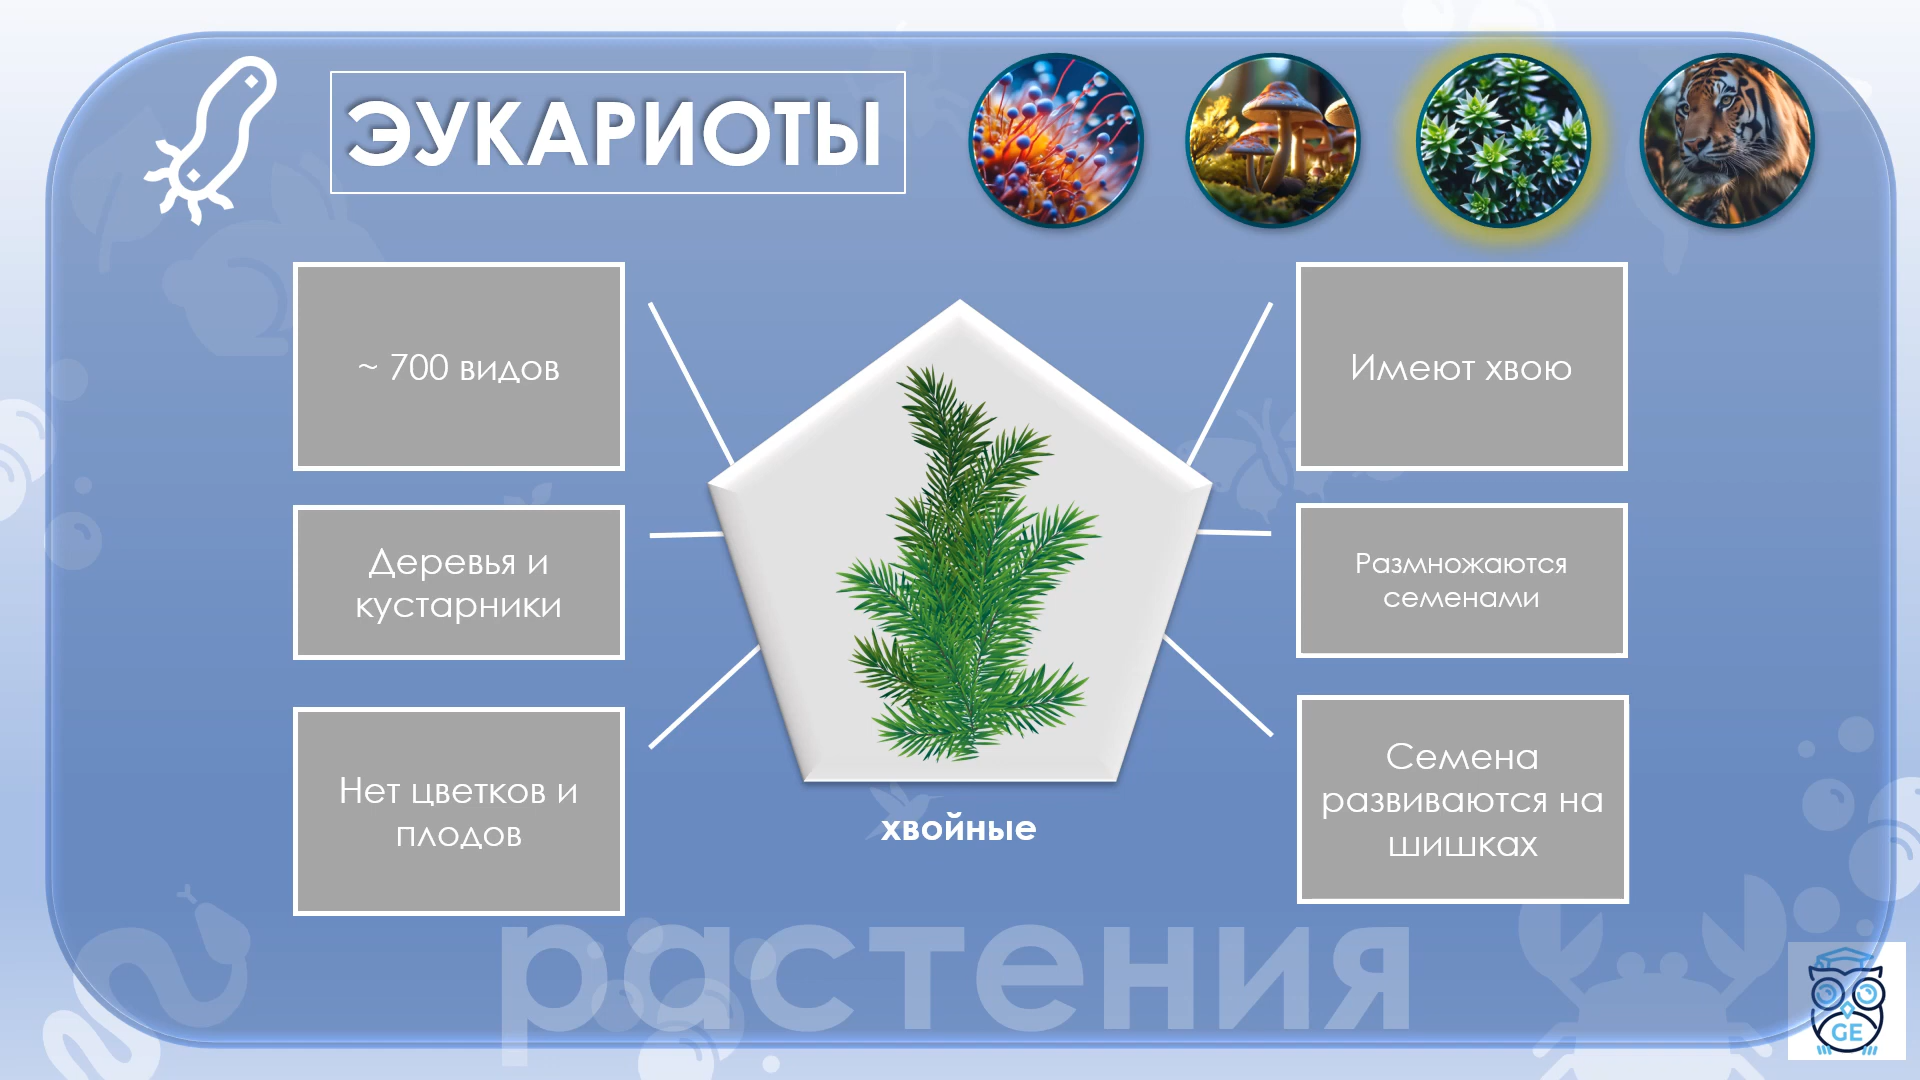 ЭУКАРИОТЫ
~ 700 видов
Деревья и
кустарники
Нет цветков и
плодов
Имеют хвою
Размножаются
семенами
Семена
развиваются на
шишках
хвойные
растения
GE